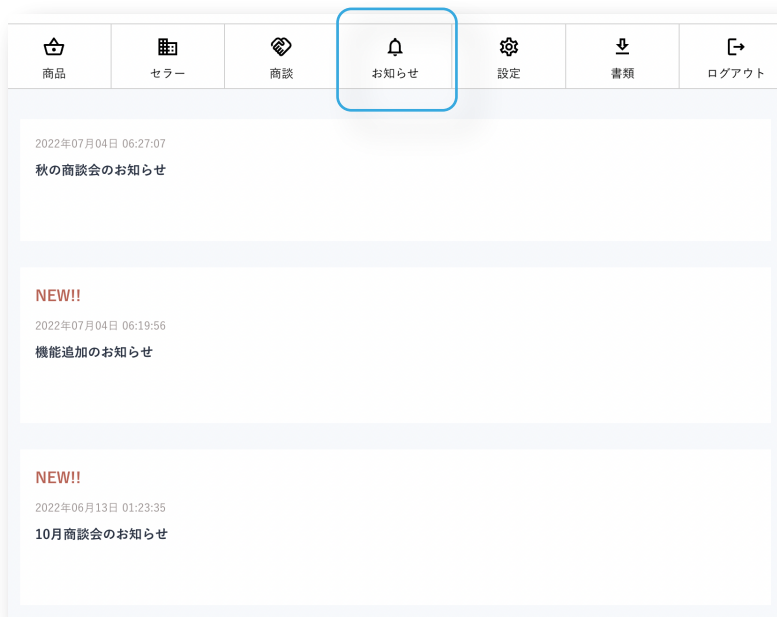 商品 セラー 商談 お知らせ 設定 書類 ログアウト
2022年07月04日 06:27:07
秋の商談会のお知らせ
NEW!!
2022年07月04日 06:19:56
機能追加のお知らせ
NEW!!
2022年06月13日 01:23:35
10月商談会のお知らせ